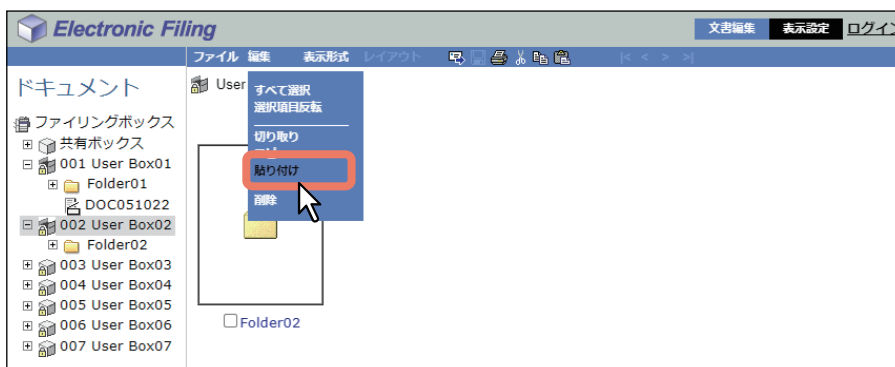 Electronic Filing
文書編集 表示設定 ログイン
ファイル 編集 表示形式 レイアウト |< < > >|
ドキュメント
ファイリングボックス
共有ボックス
001 User Box01
Folder01
DOC051022
002 User Box02
Folder02
003 User Box03
004 User Box04
005 User Box05
006 User Box06
007 User Box07
User
すべて選択
選択項目反転
切り取り
貼り付け
削除
Folder02